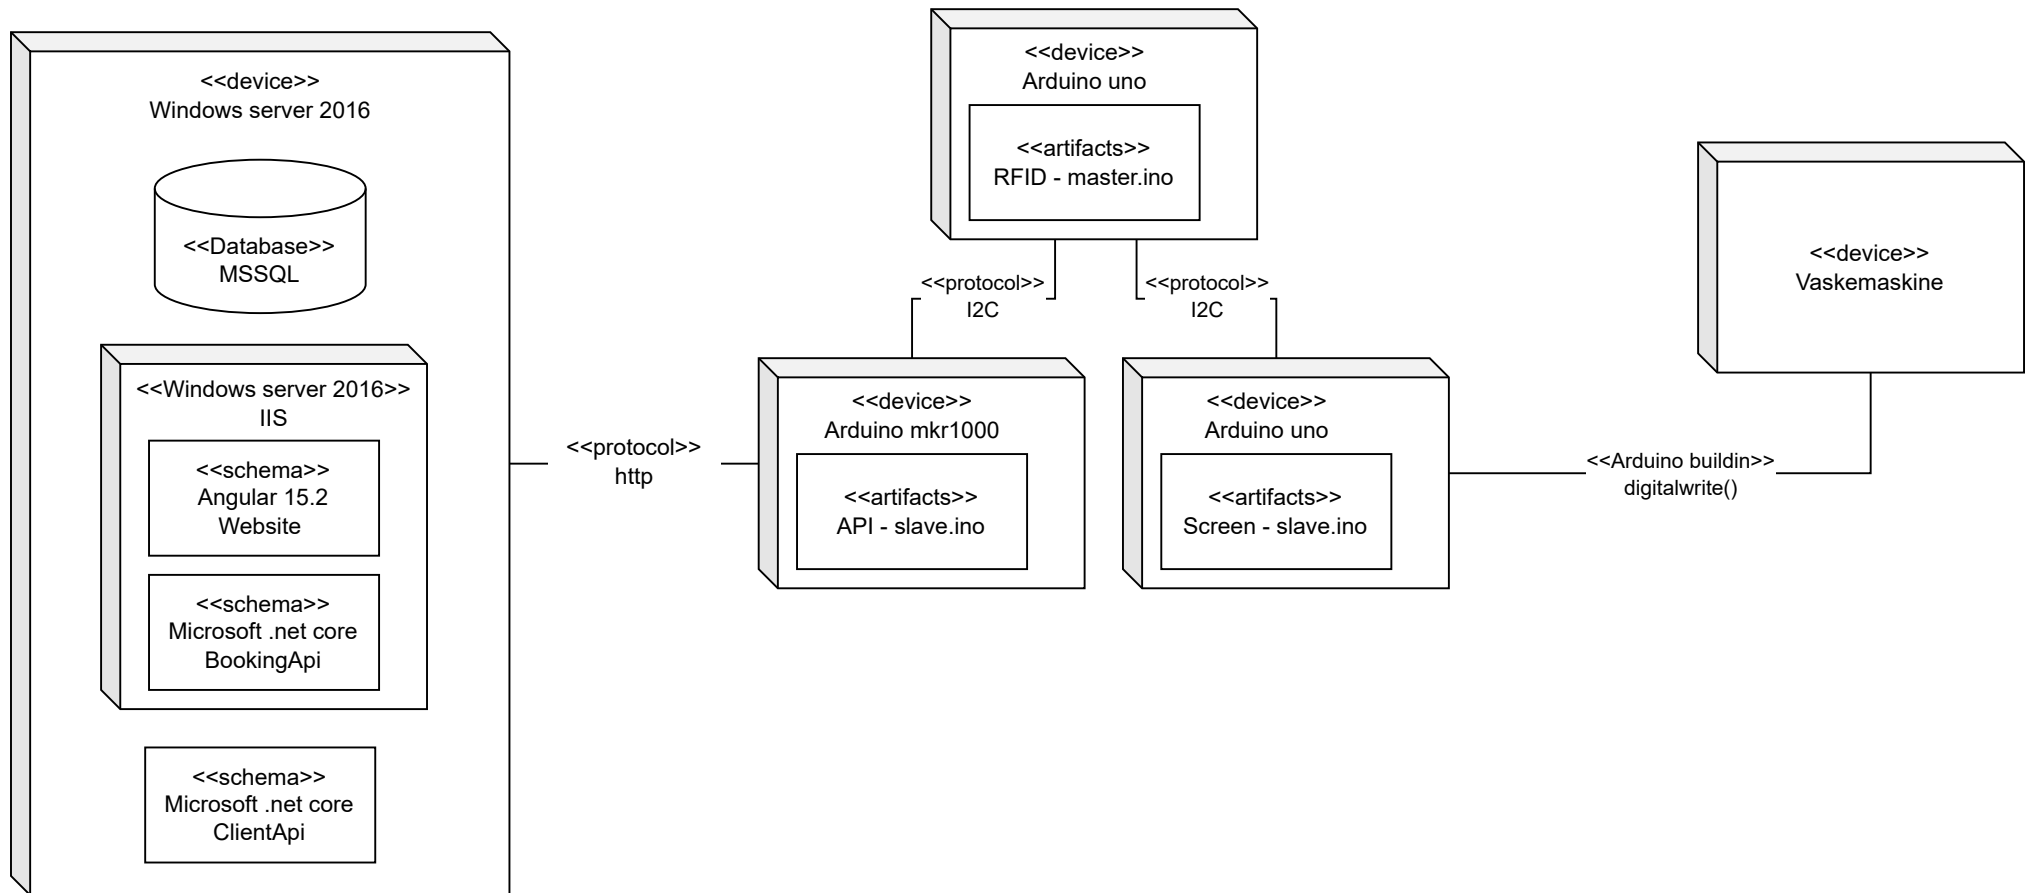 <<device>>
Windows server 2016
<<Database>>
MSSQL
<<Windows server 2016>>
IIS
<<schema>>
Angular 15.2
Website
<<schema>>
Microsoft .net core
BookingApi
<<schema>>
Microsoft .net core
ClientApi
<<protocol>>
http
<<device>>
Arduino uno
<<artifacts>>
RFID - master.ino
<<protocol>>
I2C
<<protocol>>
I2C
<<device>>
Arduino mkr1000
<<artifacts>>
API - slave.ino
<<device>>
Arduino uno
<<artifacts>>
Screen - slave.ino
<<Arduino buildin>>
digitalwrite()
<<device>>
Vaskemaskine